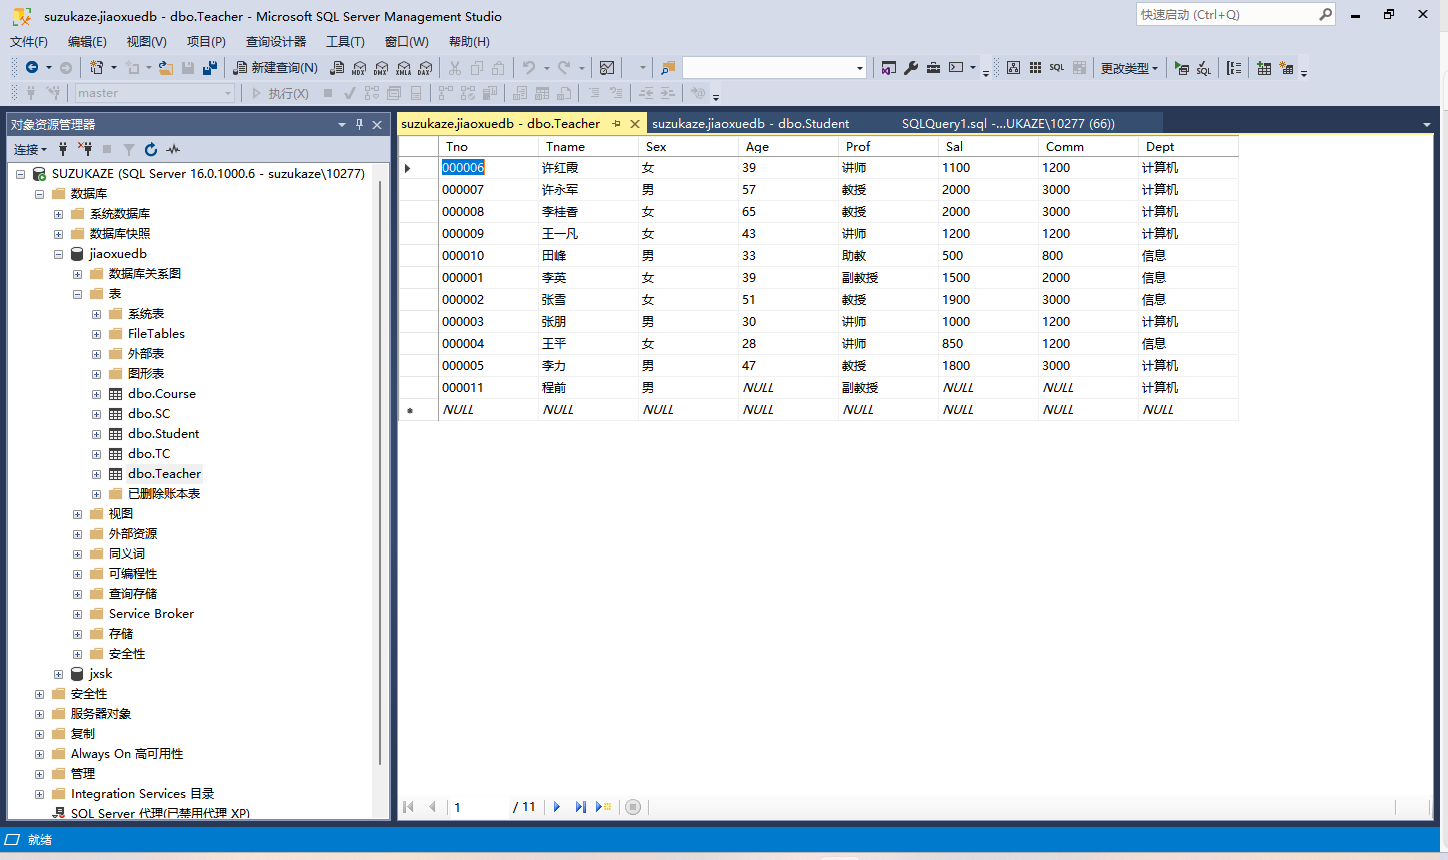 suzukaze.jiaoxuedb - dbo.Teacher - Microsoft SQL Server Management Studio
快速启动 (Ctrl+Q)
文件(F) 编辑(E) 视图(V) 项目(P) 查询设计器 工具(T) 窗口(W) 帮助(H)
新建查询(N) MDX DMX XMLA DAX SQL 更改类型 SQL
master 执行(X)
对象资源管理器
suzukaze.jiaoxuedb - dbo.Teacher
suzukaze.jiaoxuedb - dbo.Student
SQLQuery1.sql -...UKAZE\10277 (66))
连接
SUZUKAZE (SQL Server 16.0.1000.6 - suzukaze\10277)
数据库
系统数据库
数据库快照
jiaoxuedb
数据库关系图
表
系统表
FileTables
外部表
图形表
dbo.Course
dbo.SC
dbo.Student
dbo.TC
dbo.Teacher
已删除账本表
视图
外部资源
同义词
可编程性
查询存储
Service Broker
存储
安全性
jxsk
安全性
服务器对象
复制
Always On 高可用性
管理
Integration Services 目录
SQL Server 代理(已禁用代理 XP)
Tno Tname Sex Age Prof Sal Comm Dept
000006 许红霞 女 39 讲师 1100 1200 计算机
000007 许永军 男 57 教授 2000 3000 计算机
000008 李桂香 女 65 教授 2000 3000 计算机
000009 王一凡 女 43 讲师 1200 1200 计算机
000010 田峰 男 33 助教 500 800 信息
000001 李英 女 39 副教授 1500 2000 信息
000002 张雪 女 51 教授 1900 3000 信息
000003 张朋 男 30 讲师 1000 1200 计算机
000004 王平 女 28 讲师 850 1200 信息
000005 李力 男 47 教授 1800 3000 计算机
000011 程前 男 NULL 副教授 NULL NULL 计算机
NULL NULL NULL NULL NULL NULL NULL NULL
1 / 11
就绪